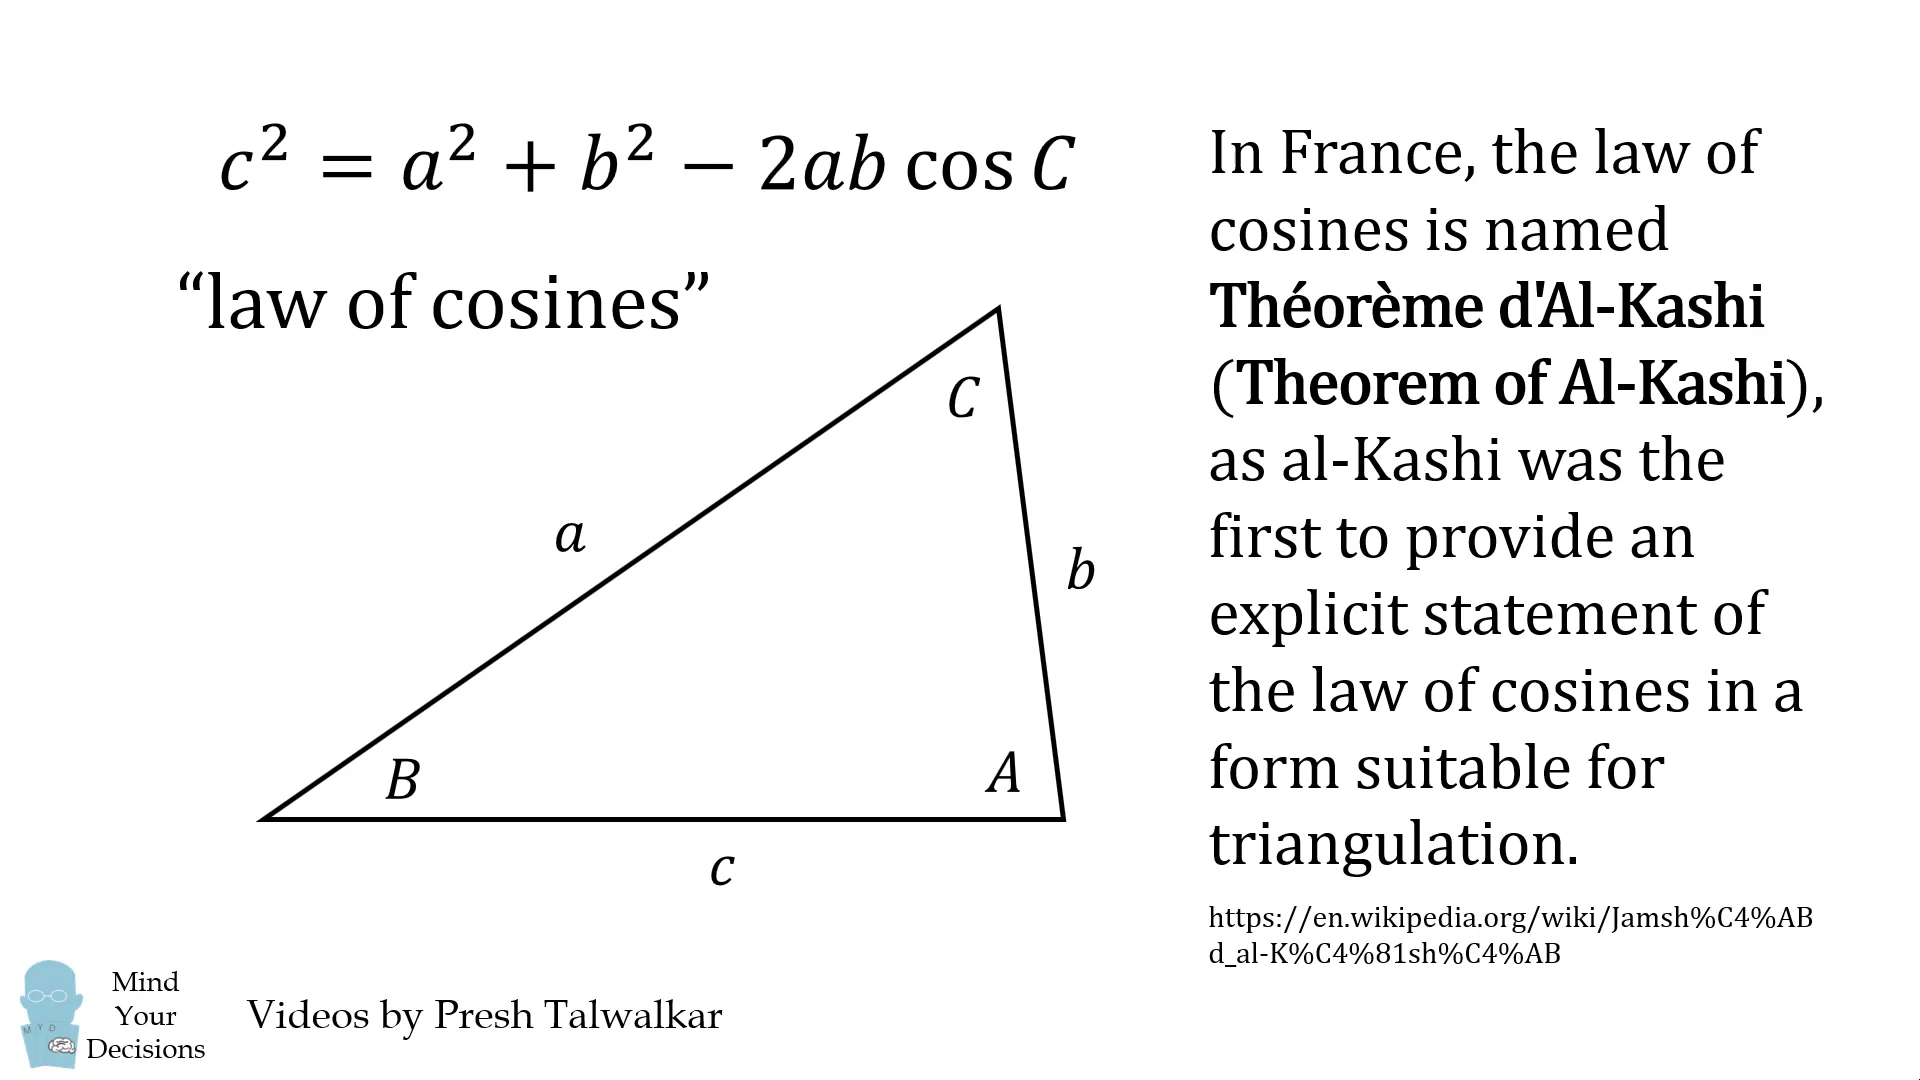 c² = a² + b² − 2ab cos C
“law of cosines”
C
a
b
B
A
c
In France, the law of
cosines is named
Théorème d'Al-Kashi
(Theorem of Al-Kashi),
as al-Kashi was the
first to provide an
explicit statement of
the law of cosines in a
form suitable for
triangulation.
https://en.wikipedia.org/wiki/Jamsh%C4%AB
d_al-K%C4%81sh%C4%AB
M Y D
Mind
Your
Decisions
Videos by Presh Talwalkar